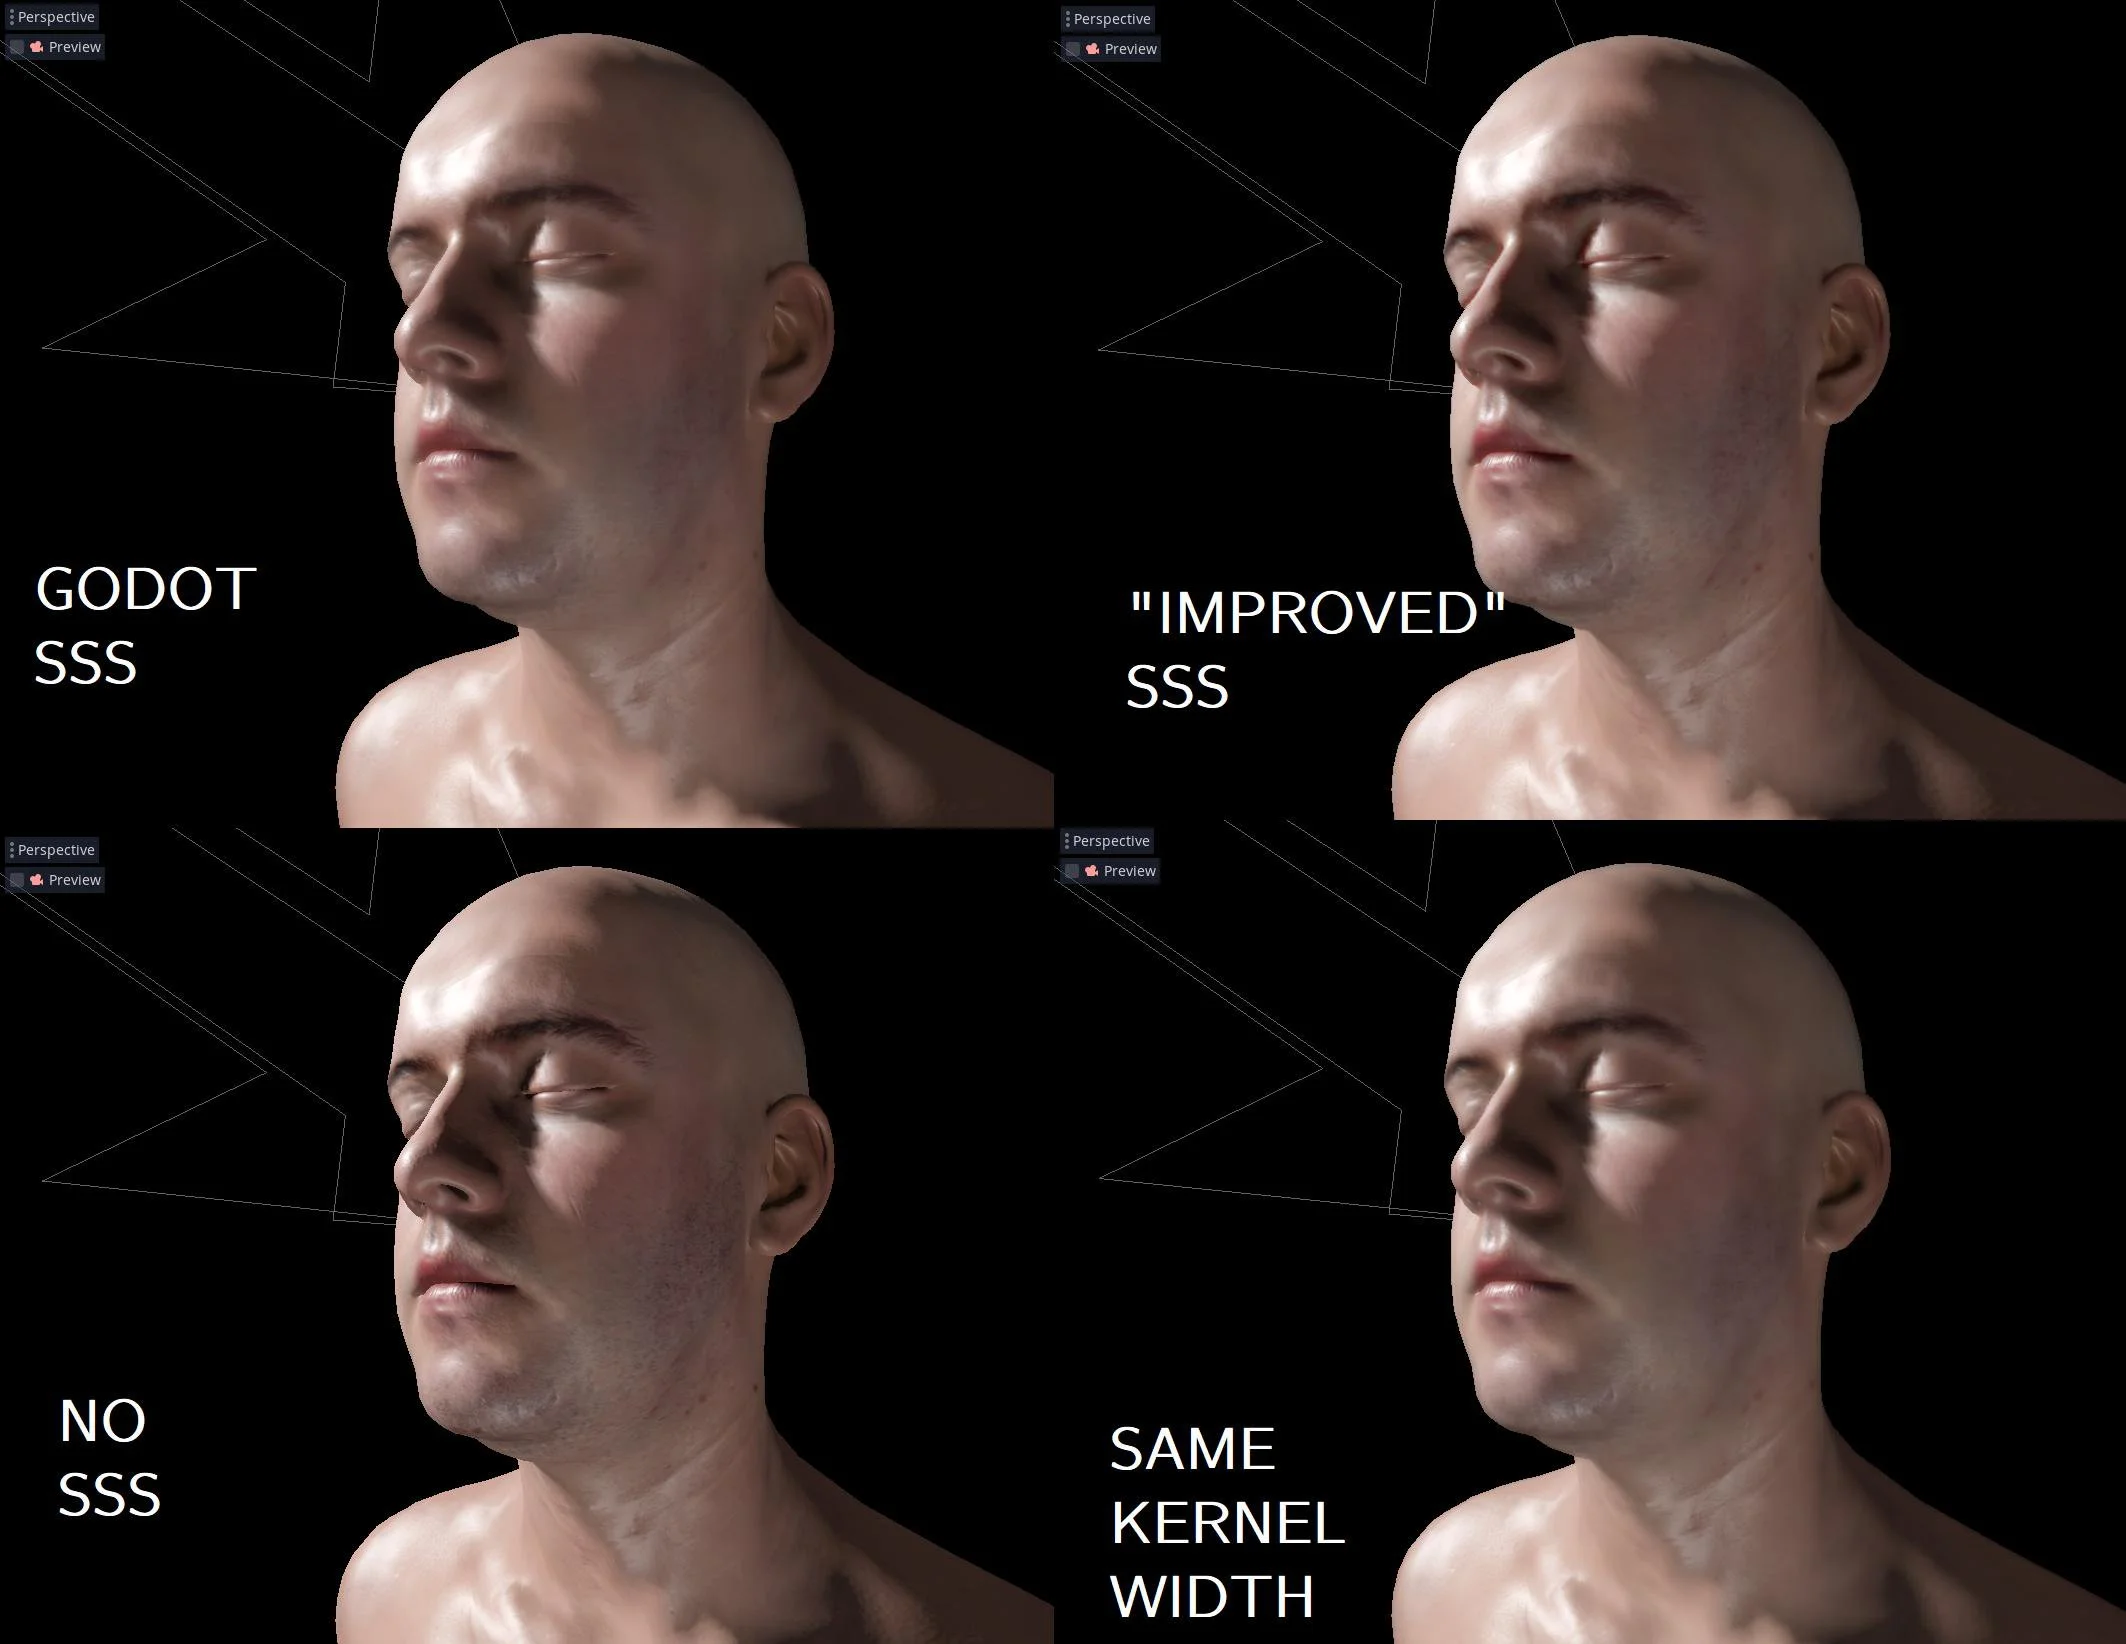 Perspective
Preview
GODOT
SSS
Perspective
Preview
"IMPROVED"
SSS
Perspective
Preview
NO
SSS
Perspective
Preview
SAME
KERNEL
WIDTH